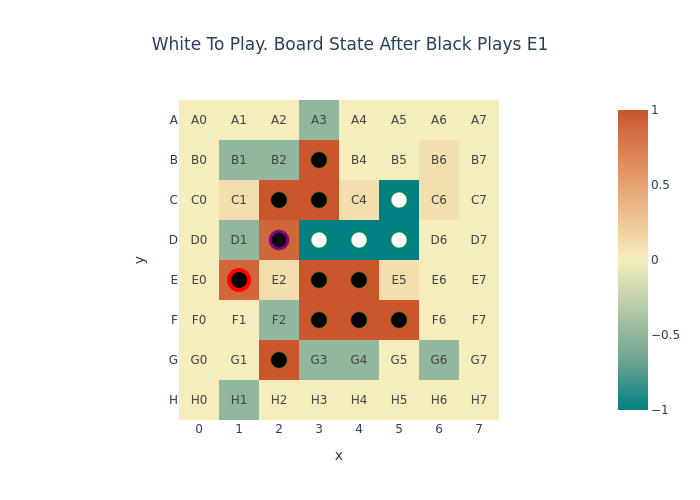 White To Play. Board State After Black Plays E1
A A0 A1 A2 A3 A4 A5 A6 A7
B B0 B1 B2 B4 B5 B6 B7
C C0 C1 C4 C6 C7
D D0 D1 D6 D7
E E0 E2 E5 E6 E7
F F0 F1 F2 F6 F7
G G0 G1 G3 G4 G5 G6 G7
H H0 H1 H2 H3 H4 H5 H6 H7
0 1 2 3 4 5 6 7
x
y
1
0.5
0
−0.5
−1